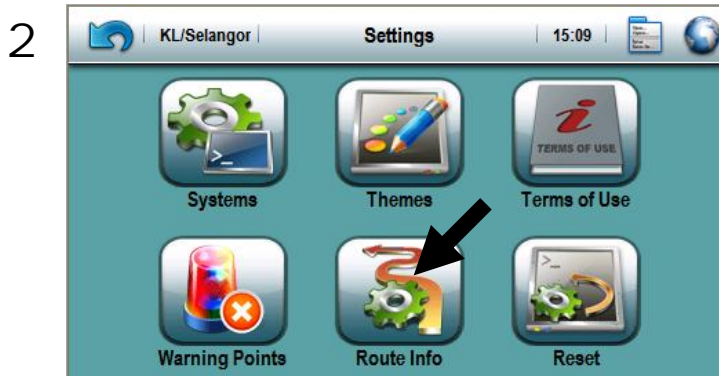 2
KL/Selangor Settings 15:09
>_
TERMS OF USE
Systems Themes Terms of Use
>_
Warning Points Route Info Reset